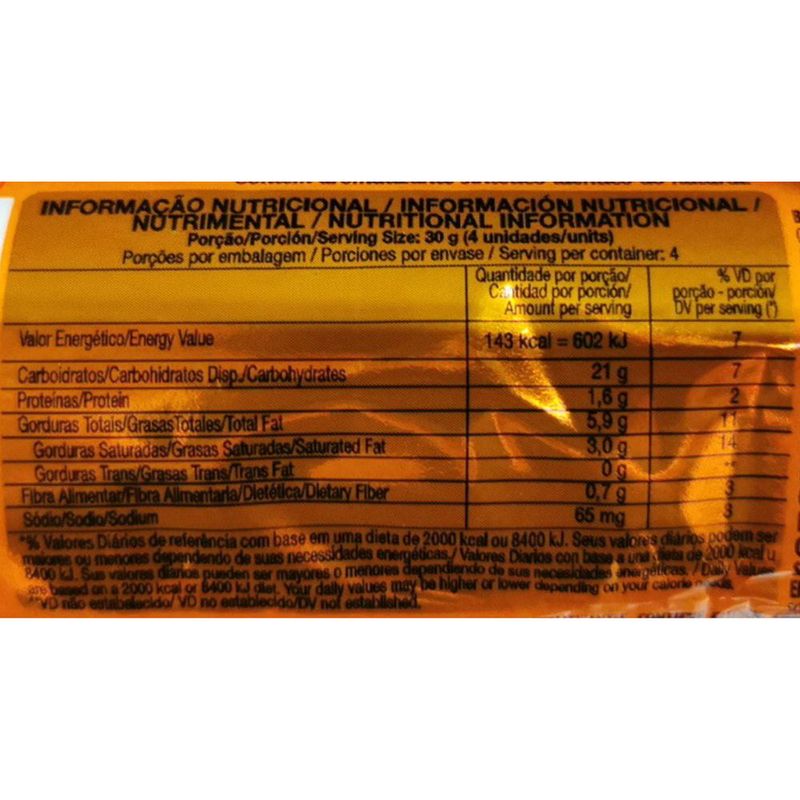 INFORMAÇÃO NUTRICIONAL / INFORMACIÓN NUTRICIONAL /
NUTRIMENTAL / NUTRITIONAL INFORMATION
Porção/Porción/Serving Size: 30 g (4 unidades/units)
Porções por embalagem / Porciones por envase / Serving per container: 4
Quantidade por porção/ % VD por
Cantidad por porción/ porção - porción/
Amount per serving DV per serving (*)
Valor Energético/Energy Value 143 kcal = 602 kJ 7
Carboidratos/Carbohidratos Disp./Carbohydrates 21 g 7
Proteínas/Protein 1,6 g 2
Gorduras Totais/Grasas Totales/Total Fat 5,9 g 11
Gorduras Saturadas/Grasas Saturadas/Saturated Fat 3,0 g 14
Gorduras Trans/Grasas Trans/Trans Fat 0 g **
Fibra Alimentar/Fibra Alimentaria/Dietética/Dietary Fiber 0,7 g 3
Sódio/Sodio/Sodium 65 mg 3
*% Valores Diários de referência com base em uma dieta de 2000 kcal ou 8400 kJ. Seus valores diários podem ser
maiores ou menores dependendo de suas necessidades energéticas./ Valores Diarios con base a una dieta de 2000 kcal u
8400 kJ. Sus valores diarios pueden ser mayores o menores dependiendo de sus necesidades energéticas. / Daily Values
are based on a 2000 kcal or 8400 kJ diet. Your daily values may be higher or lower depending on your calorie needs.
**VD não estabelecido/ VD no establecido/DV not established.